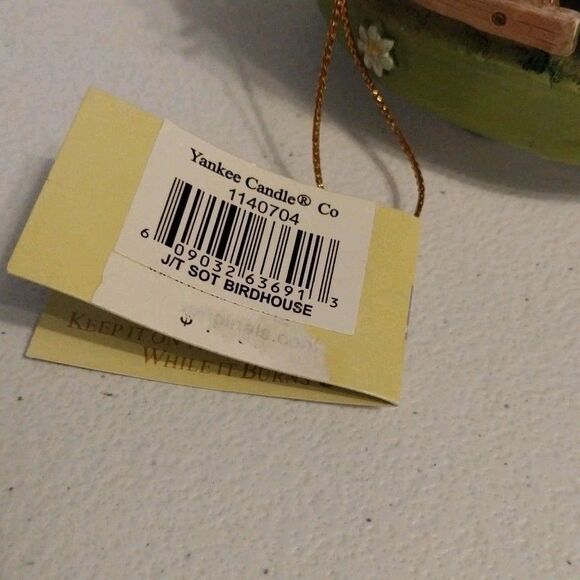 Yankee Candle® Co
1140704
6 09032 63691 3
J/T SOT BIRDHOUSE
KEEP IT ON
WHILE IT BURNS